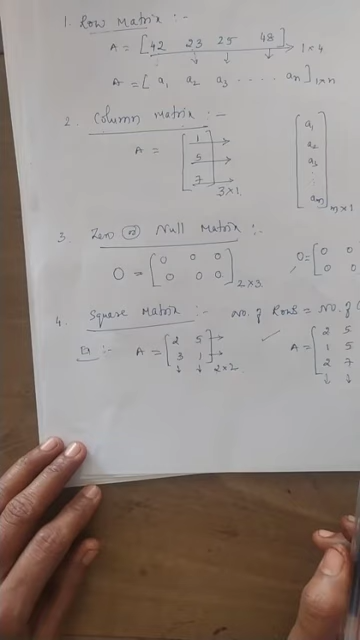 1. Row Matrix :-
A = [42 23 25 48] 1×4
A = [ a₁ a₂ a₃ ..... aₙ ]1×n
2. Column Matrix :-
A = [1 5 7] 3×1 [a₁ a₂ a₃ : aₘ] m×1
3. Zero or Null Matrix :-
O = [0 0 0
0 0 0] 2×3 O = [0 0
0 0
4. Square Matrix :- No. of Rows = No. of
Ex :- A = [2 5
3 1] 2×2 A = [2 5
1 5
2 7